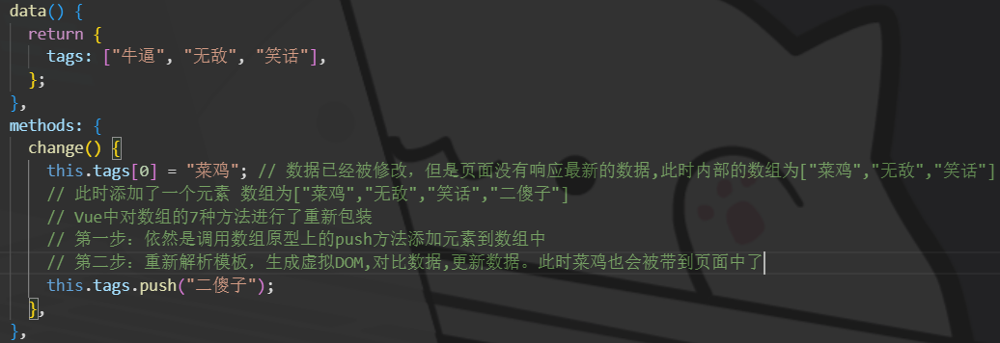 data() {
return {
tags: ["牛逼", "无敌", "笑话"],
};
},
methods: {
change() {
this.tags[0] = "菜鸡"; // 数据已经被修改，但是页面没有响应最新的数据,此时内部的数组为["菜鸡","无敌","笑话"]
// 此时添加了一个元素 数组为["菜鸡","无敌","笑话","二傻子"]
// Vue中对数组的7种方法进行了重新包装
// 第一步：依然是调用数组原型上的push方法添加元素到数组中
// 第二步：重新解析模板，生成虚拟DOM,对比数据,更新数据。此时菜鸡也会被带到页面中了
this.tags.push("二傻子");
},
},